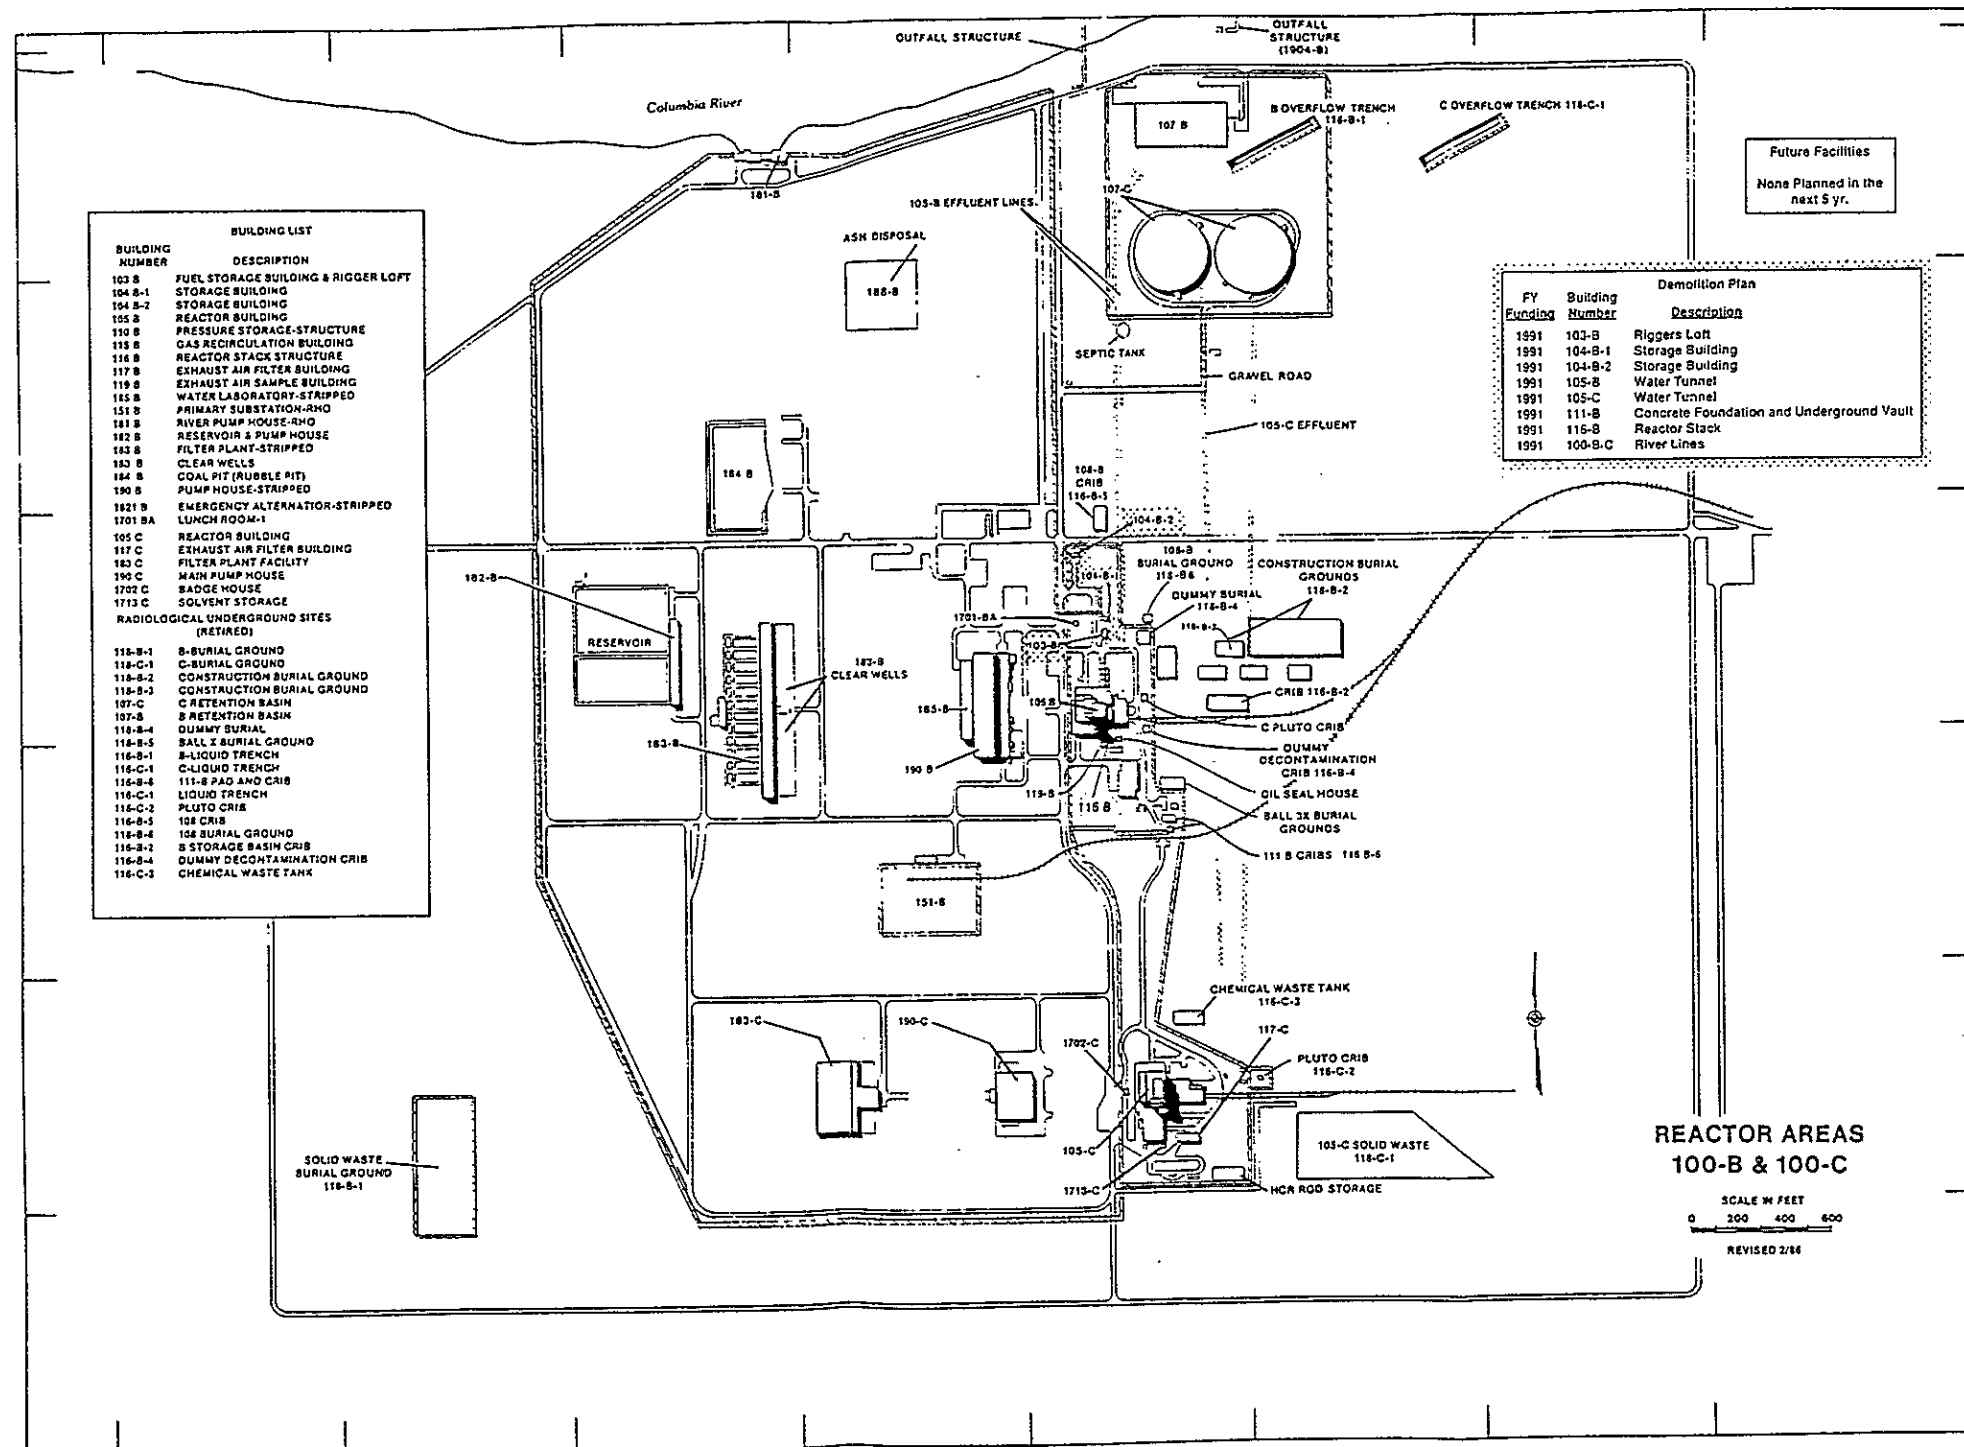 OUTFALL STRUCTURE
OUTFALL
STRUCTURE
(1904-B)
Columbia River
B OVERFLOW TRENCH
116-B-1
C OVERFLOW TRENCH 116-C-1
107 B
Future Facilities
None Planned in the
next 5 yr.
181-B
107-C
105-B EFFLUENT LINES
ASH DISPOSAL
188-B
BUILDING LIST
BUILDING
NUMBER DESCRIPTION
103 B FUEL STORAGE BUILDING & RIGGER LOFT
104 B-1 STORAGE BUILDING
104 B-2 STORAGE BUILDING
105 B REACTOR BUILDING
110 B PRESSURE STORAGE-STRUCTURE
115 B GAS RECIRCULATION BUILDING
116 B REACTOR STACK STRUCTURE
117 B EXHAUST AIR FILTER BUILDING
119 B EXHAUST AIR SAMPLE BUILDING
185 B WATER LABORATORY-STRIPPED
151 B PRIMARY SUBSTATION-RHO
181 B RIVER PUMP HOUSE-RHO
182 B RESERVOIR & PUMP HOUSE
183 B FILTER PLANT-STRIPPED
183 B CLEAR WELLS
184 B COAL PIT (RUBBLE PIT)
190 B PUMP HOUSE-STRIPPED
1821 B EMERGENCY ALTERNATIOR-STRIPPED
1701 BA LUNCH ROOM-1
105 C REACTOR BUILDING
117 C EXHAUST AIR FILTER BUILDING
183 C FILTER PLANT FACILITY
190 C MAIN PUMP HOUSE
1702 C BADGE HOUSE
1713 C SOLVENT STORAGE
RADIOLOGICAL UNDERGROUND SITES
(RETIRED)
118-B-1 B-BURIAL GROUND
118-C-1 C-BURIAL GROUND
118-B-2 CONSTRUCTION BURIAL GROUND
118-B-3 CONSTRUCTION BURIAL GROUND
107-C C RETENTION BASIN
107-B B RETENTION BASIN
118-B-4 DUMMY BURIAL
118-B-5 BALL X BURIAL GROUND
116-B-1 B-LIQUID TRENCH
116-C-1 C-LIQUID TRENCH
116-B-6 111-B PAD AND CRIB
116-C-1 LIQUID TRENCH
116-C-2 PLUTO CRIB
116-B-5 108 CRIB
118-B-6 108 BURIAL GROUND
116-B-2 B STORAGE BASIN CRIB
116-B-4 DUMMY DECONTAMINATION CRIB
116-C-3 CHEMICAL WASTE TANK
Demolition Plan
FY Building
Funding Number Description
1991 103-B Riggers Loft
1991 104-B-1 Storage Building
1991 104-B-2 Storage Building
1991 105-B Water Tunnel
1991 105-C Water Tunnel
1991 111-B Concrete Foundation and Underground Vault
1991 116-B Reactor Stack
1991 100-B-C River Lines
SEPTIC TANK
GRAVEL ROAD
105-C EFFLUENT
184 B
108-B
CRIB
116-B-5
104-B-2
182-B
RESERVOIR
183-B
CLEAR WELLS
183-B
185-B
190 B
1701-BA
103-B
104-B-1
108-B
BURIAL GROUND
118-B6
DUMMY BURIAL
118-B-4
CONSTRUCTION BURIAL
GROUNDS
118-B-2
CRIB 116-B-2
105 B
C PLUTO CRIB
DUMMY
DECONTAMINATION
CRIB 116-B-4
OIL SEAL HOUSE
116 B
BALL 3X BURIAL
GROUNDS
111 B CRIBS 116 B-6
151-B
CHEMICAL WASTE TANK
116-C-3
183-C
190-C
1702-C
117-C
PLUTO CRIB
116-C-2
105-C
1713-C
HCR ROD STORAGE
105-C SOLID WASTE
118-C-1
SOLID WASTE
BURIAL GROUND
118-B-1
REACTOR AREAS
100-B & 100-C
SCALE IN FEET
0 200 400 600
REVISED 2/86